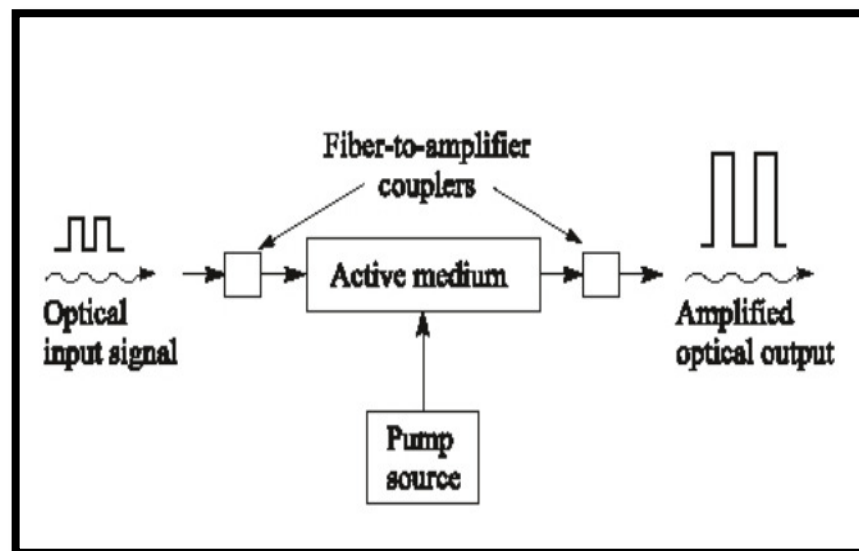 Fiber-to-amplifier
couplers
Active medium
Optical
input signal
Amplified
optical output
Pump
source